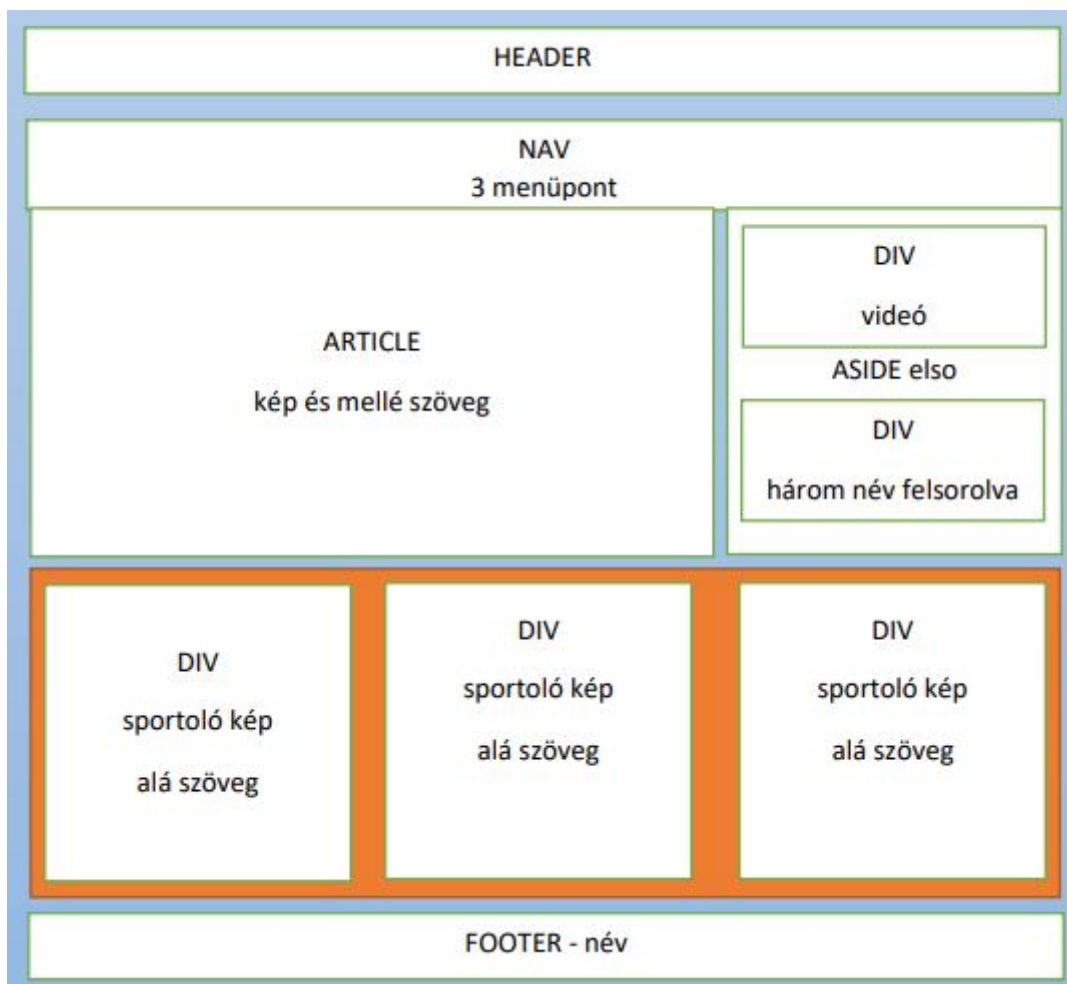 HEADER
NAV
3 menüpont
ARTICLE
kép és mellé szöveg
DIV
videó
ASIDE elso
DIV
három név felsorolva
DIV
sportoló kép
alá szöveg
DIV
sportoló kép
alá szöveg
DIV
sportoló kép
alá szöveg
FOOTER - név